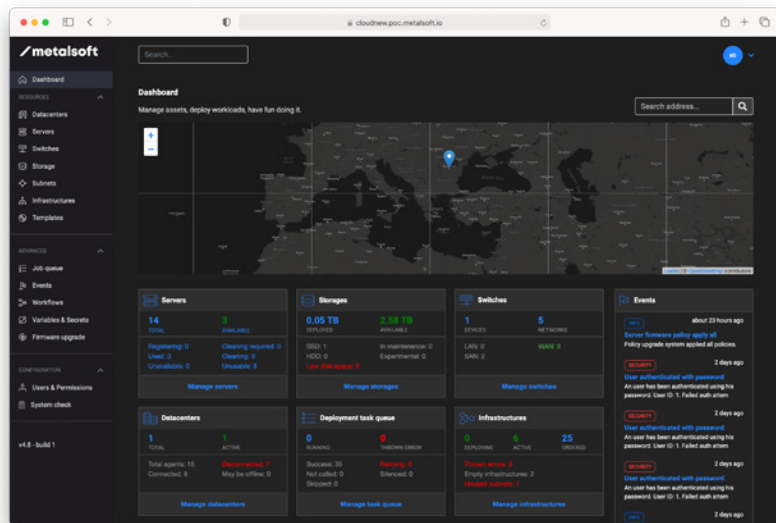 cloudnew.poc.metalsoft.io
metalsoft
Search...
ab
Dashboard
RESOURCES
Datacenters
Servers
Switches
Storage
Subnets
Infrastructures
Templates
ADVANCED
Job queue
Events
Workflows
Variables & Secrets
Firmware upgrade
CONFIGURATION
Users & Permissions
System check
v4.8 - build 1
Dashboard
Manage assets, deploy workloads, have fun doing it.
Search address...
+
−
Leaflet | © OpenStreetMap contributors
Servers
14 3
TOTAL AVAILABLE
Registering: 0 Cleaning required: 0
Used: 3 Cleaning: 0
Unavailable: 0 Unusable: 8
Manage servers
Storages
0.05 TB 2.58 TB
DEPLOYED AVAILABLE
SSD: 1 In maintenance: 0
HDD: 0 Experimental: 0
Low disk space: 0
Manage storages
Switches
1 5
DEVICES NETWORKS
LAN: 0 WAN: 3
SAN: 2
Manage switches
Events
INFO about 23 hours ago
Server firmware policy apply all
Policy upgrade system applied all policies.
SECURITY 2 days ago
User authenticated with password
An user has been authenticated using his
password. User ID: 1. Failed auth attem
SECURITY 2 days ago
User authenticated with password
An user has been authenticated using his
password. User ID: 1. Failed auth attem
SECURITY 2 days ago
User authenticated with password
An user has been authenticated using his
password. User ID: 1. Failed auth attem
INFO 2 days ago
Datacenters
1 1
TOTAL ACTIVE
Total agents: 15 Disconnected: 7
Connected: 8 May be offline: 0
Manage datacenters
Deployment task queue
0 0
RUNNING THROWN ERROR
Success: 35 Retrying: 0
Not called: 0 Silenced: 0
Skipped: 0
Manage task queue
Infrastructures
0 6 25
DEPLOYING ACTIVE ORDERED
Thrown errors: 0
Empty infrastructures: 2
Unused subnets: 1
Manage infrastructures